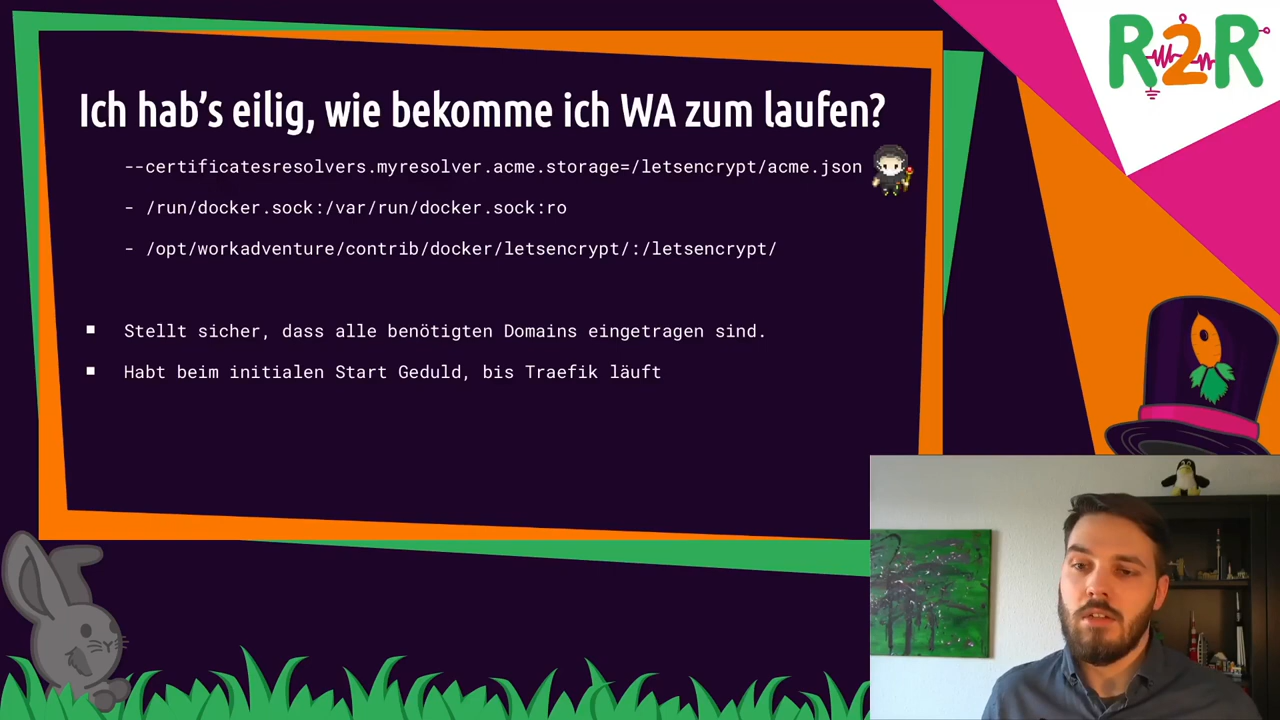 R2R
Ich hab’s eilig, wie bekomme ich WA zum laufen?
--certificatesresolvers.myresolver.acme.storage=/letsencrypt/acme.json
- /run/docker.sock:/var/run/docker.sock:ro
- /opt/workadventure/contrib/docker/letsencrypt/:/letsencrypt/
▪ Stellt sicher, dass alle benötigten Domains eingetragen sind.
▪ Habt beim initialen Start Geduld, bis Traefik läuft